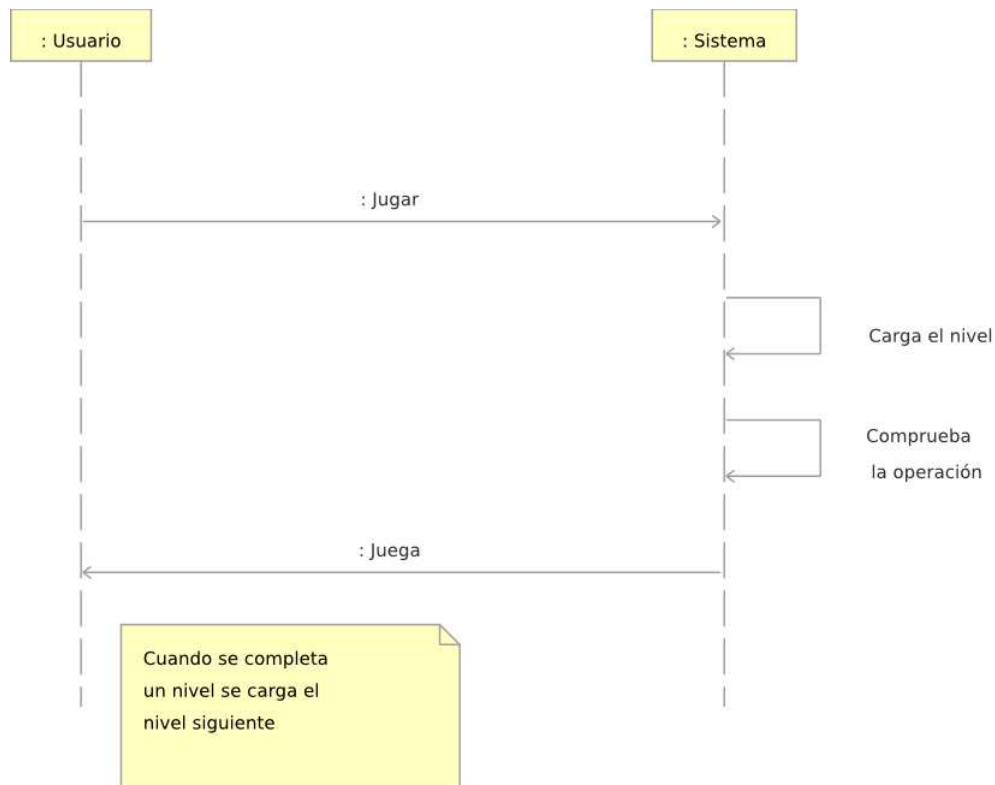 : Usuario
: Sistema
: Jugar
Carga el nivel
Comprueba
la operación
: Juega
Cuando se completa
un nivel se carga el
nivel siguiente